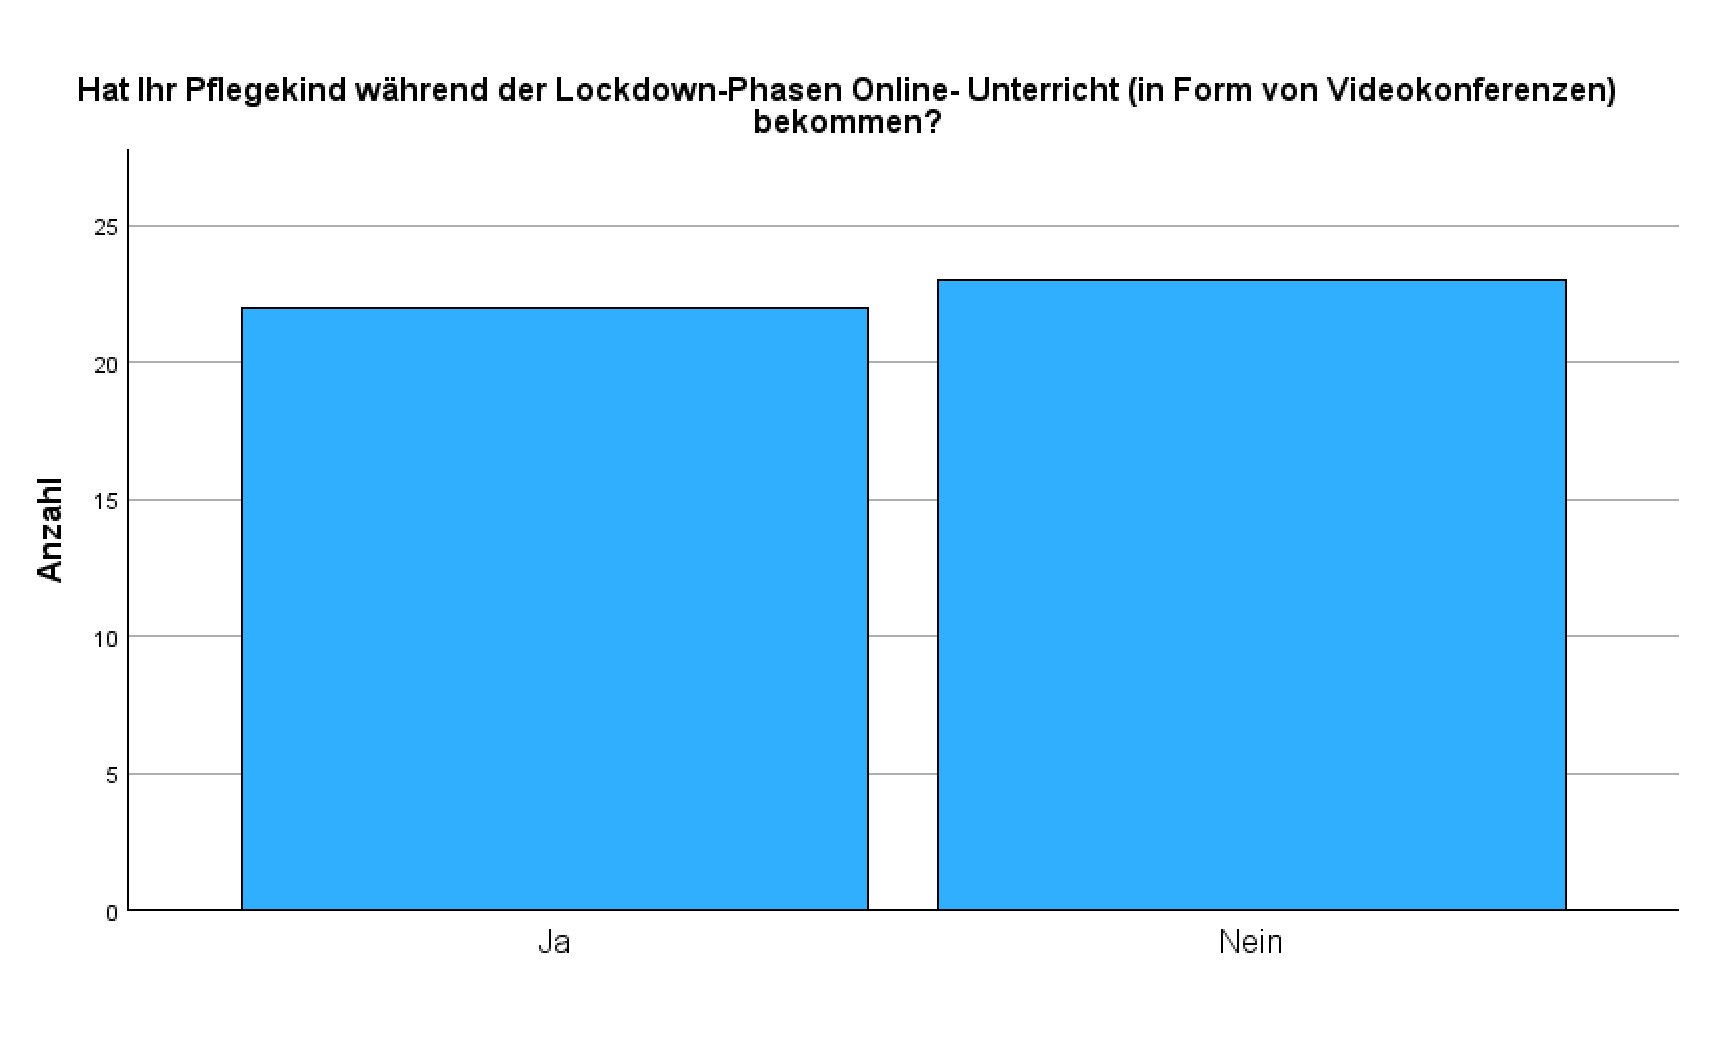 Hat Ihr Pflegekind während der Lockdown-Phasen Online- Unterricht (in Form von Videokonferenzen)
bekommen?
Anzahl
25
20
15
10
5
0
Ja
Nein